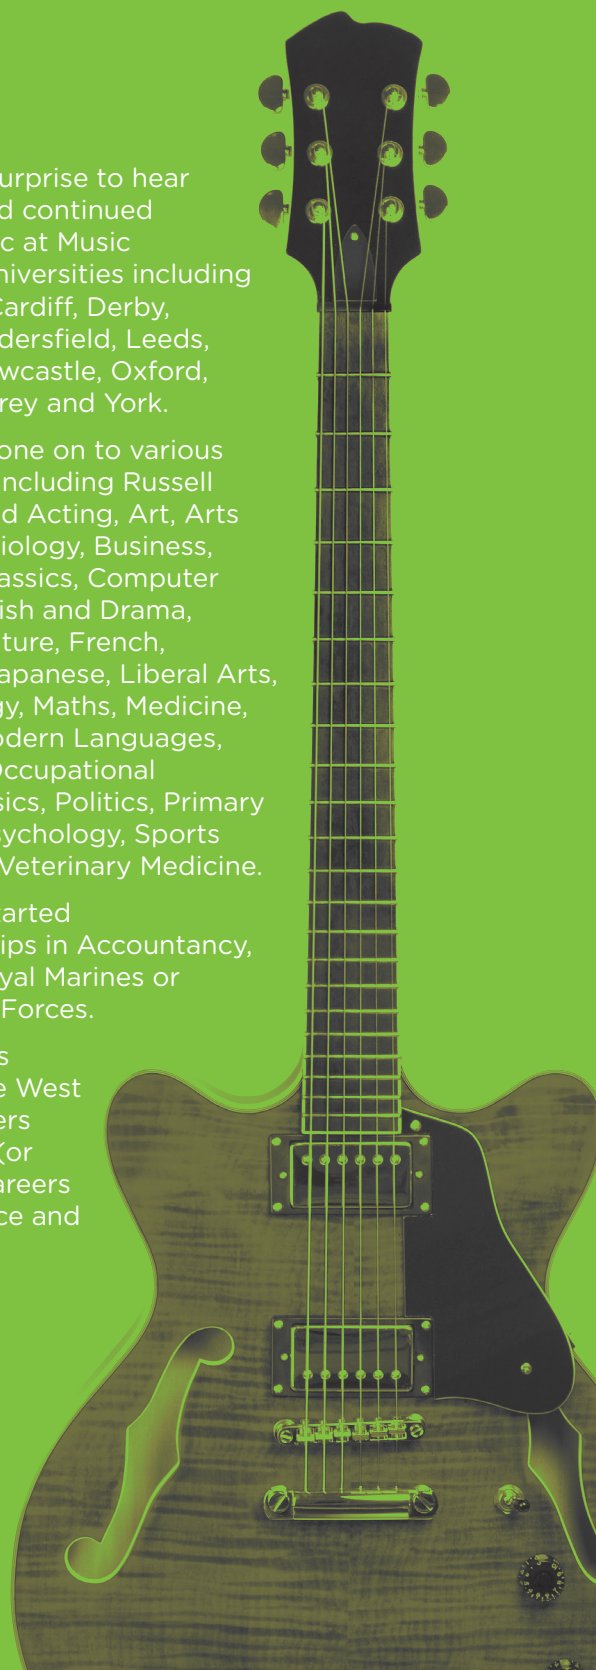 urprise to hear
d continued
c at Music
niversities including
Cardiff, Derby,
dersfield, Leeds,
wcastle, Oxford,
rey and York.
one on to various
ncluding Russell
d Acting, Art, Arts
iology, Business,
assics, Computer
ish and Drama,
ture, French,
apanese, Liberal Arts,
gy, Maths, Medicine,
odern Languages,
Occupational
sics, Politics, Primary
sychology, Sports
Veterinary Medicine.
tarted
ips in Accountancy,
yal Marines or
Forces.
s
e West
ers
(or
areers
ce and